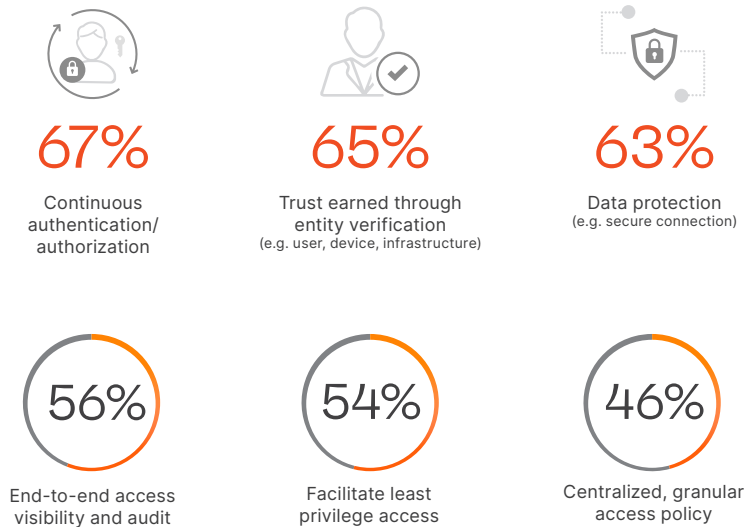 67%
Continuous
authentication/
authorization
65%
Trust earned through
entity verification
(e.g. user, device, infrastructure)
63%
Data protection
(e.g. secure connection)
56%
End-to-end access
visibility and audit
54%
Facilitate least
privilege access
46%
Centralized, granular
access policy